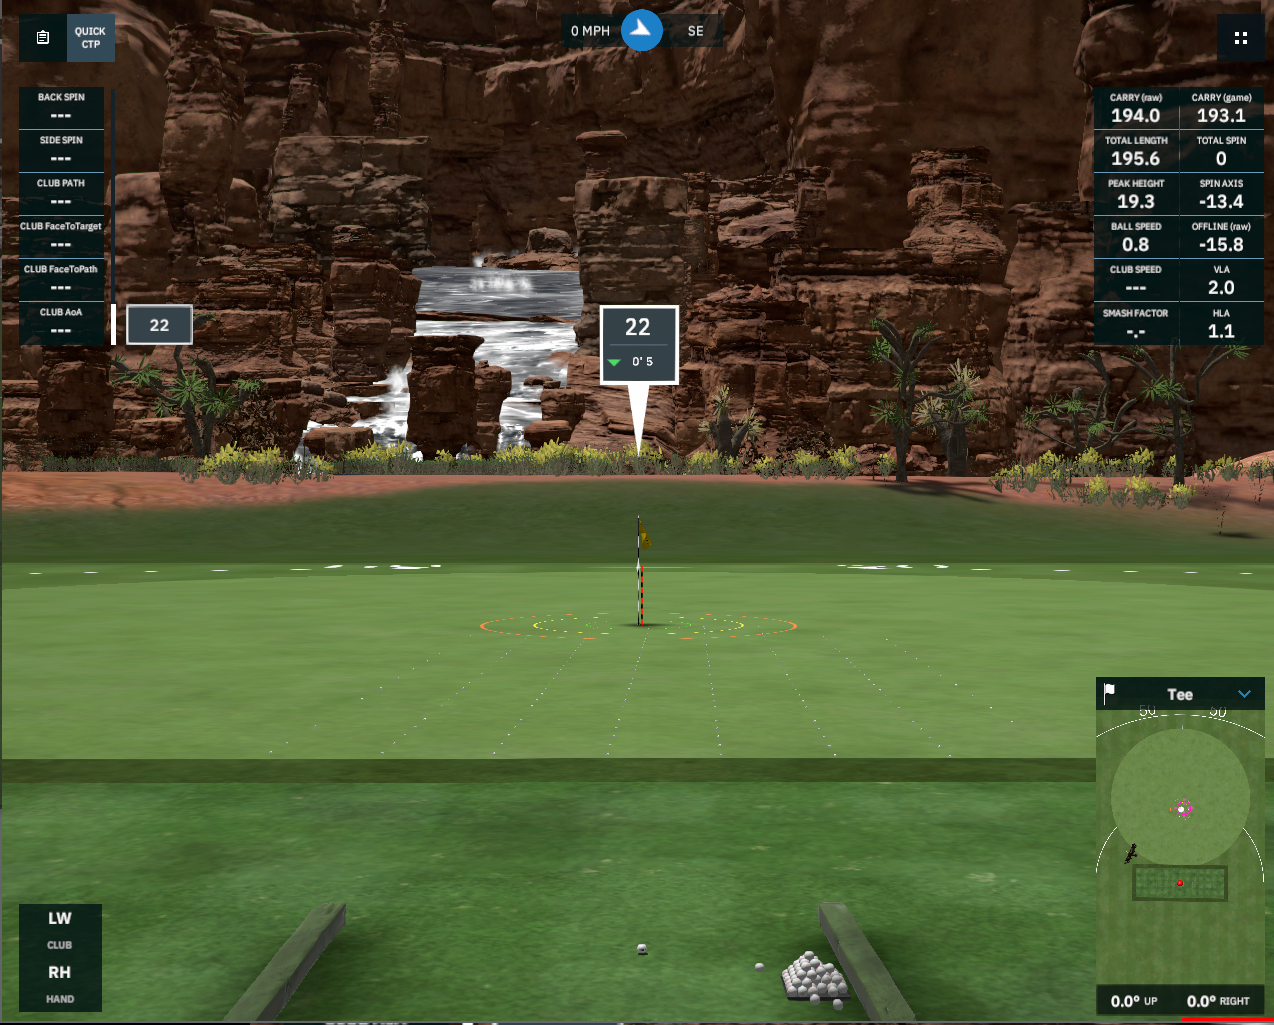 QUICK
CTP
0 MPH
SE
BACK SPIN
---
SIDE SPIN
---
CLUB PATH
---
CLUB FaceToTarget
---
CLUB FaceToPath
---
CLUB AoA
---
22
22
0' 5
CARRY (raw) CARRY (game)
194.0 193.1
TOTAL LENGTH TOTAL SPIN
195.6 0
PEAK HEIGHT SPIN AXIS
19.3 -13.4
BALL SPEED OFFLINE (raw)
0.8 -15.8
CLUB SPEED VLA
--- 2.0
SMASH FACTOR HLA
-.- 1.1
Tee
50 50
0.0° UP 0.0° RIGHT
LW
CLUB
RH
HAND